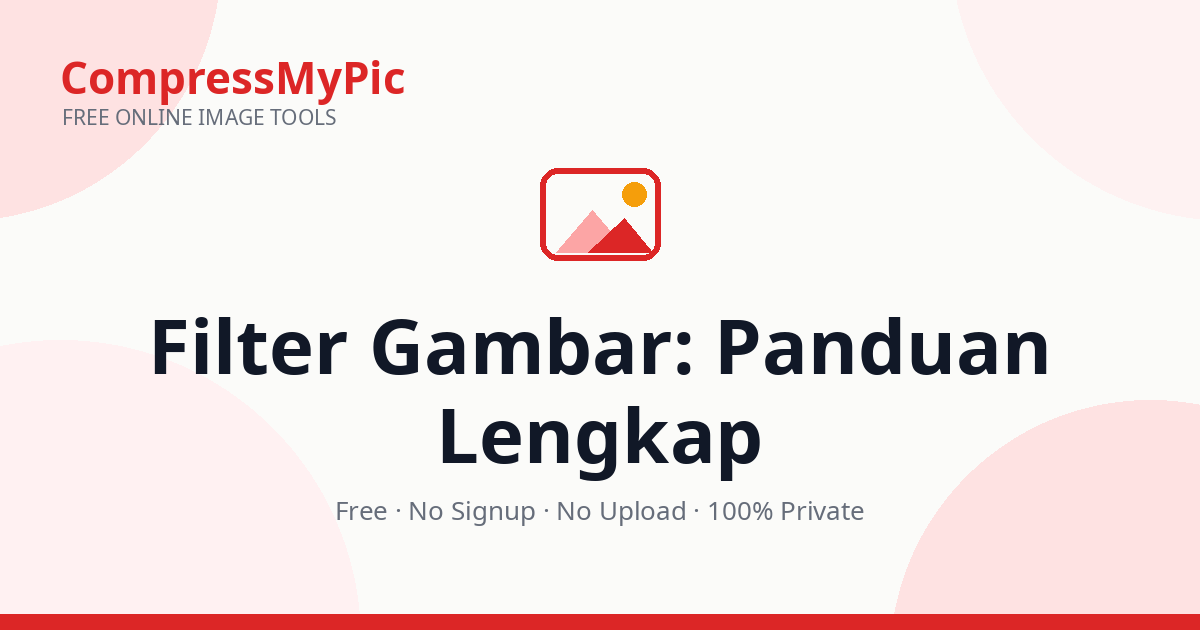 CompressMyPic
FREE ONLINE IMAGE TOOLS
Filter Gambar: Panduan
Lengkap
Free · No Signup · No Upload · 100% Private